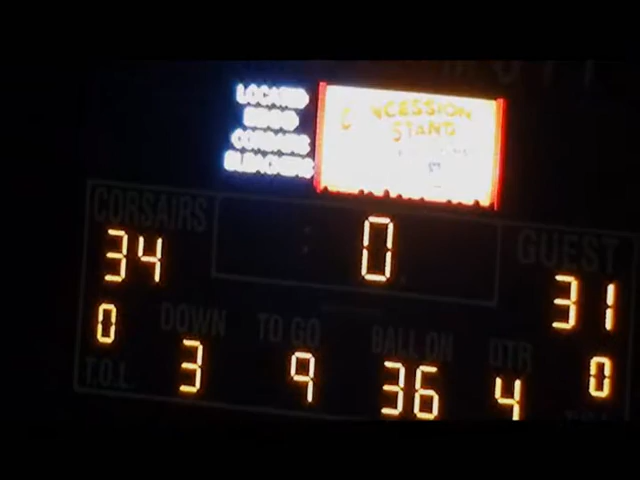 LOCATED
CONCESSION
STAND
CORSAIRS 0 GUEST
34 31
0 DOWN TO GO BALL ON QTR 0
T.O.L. 3 9 36 4